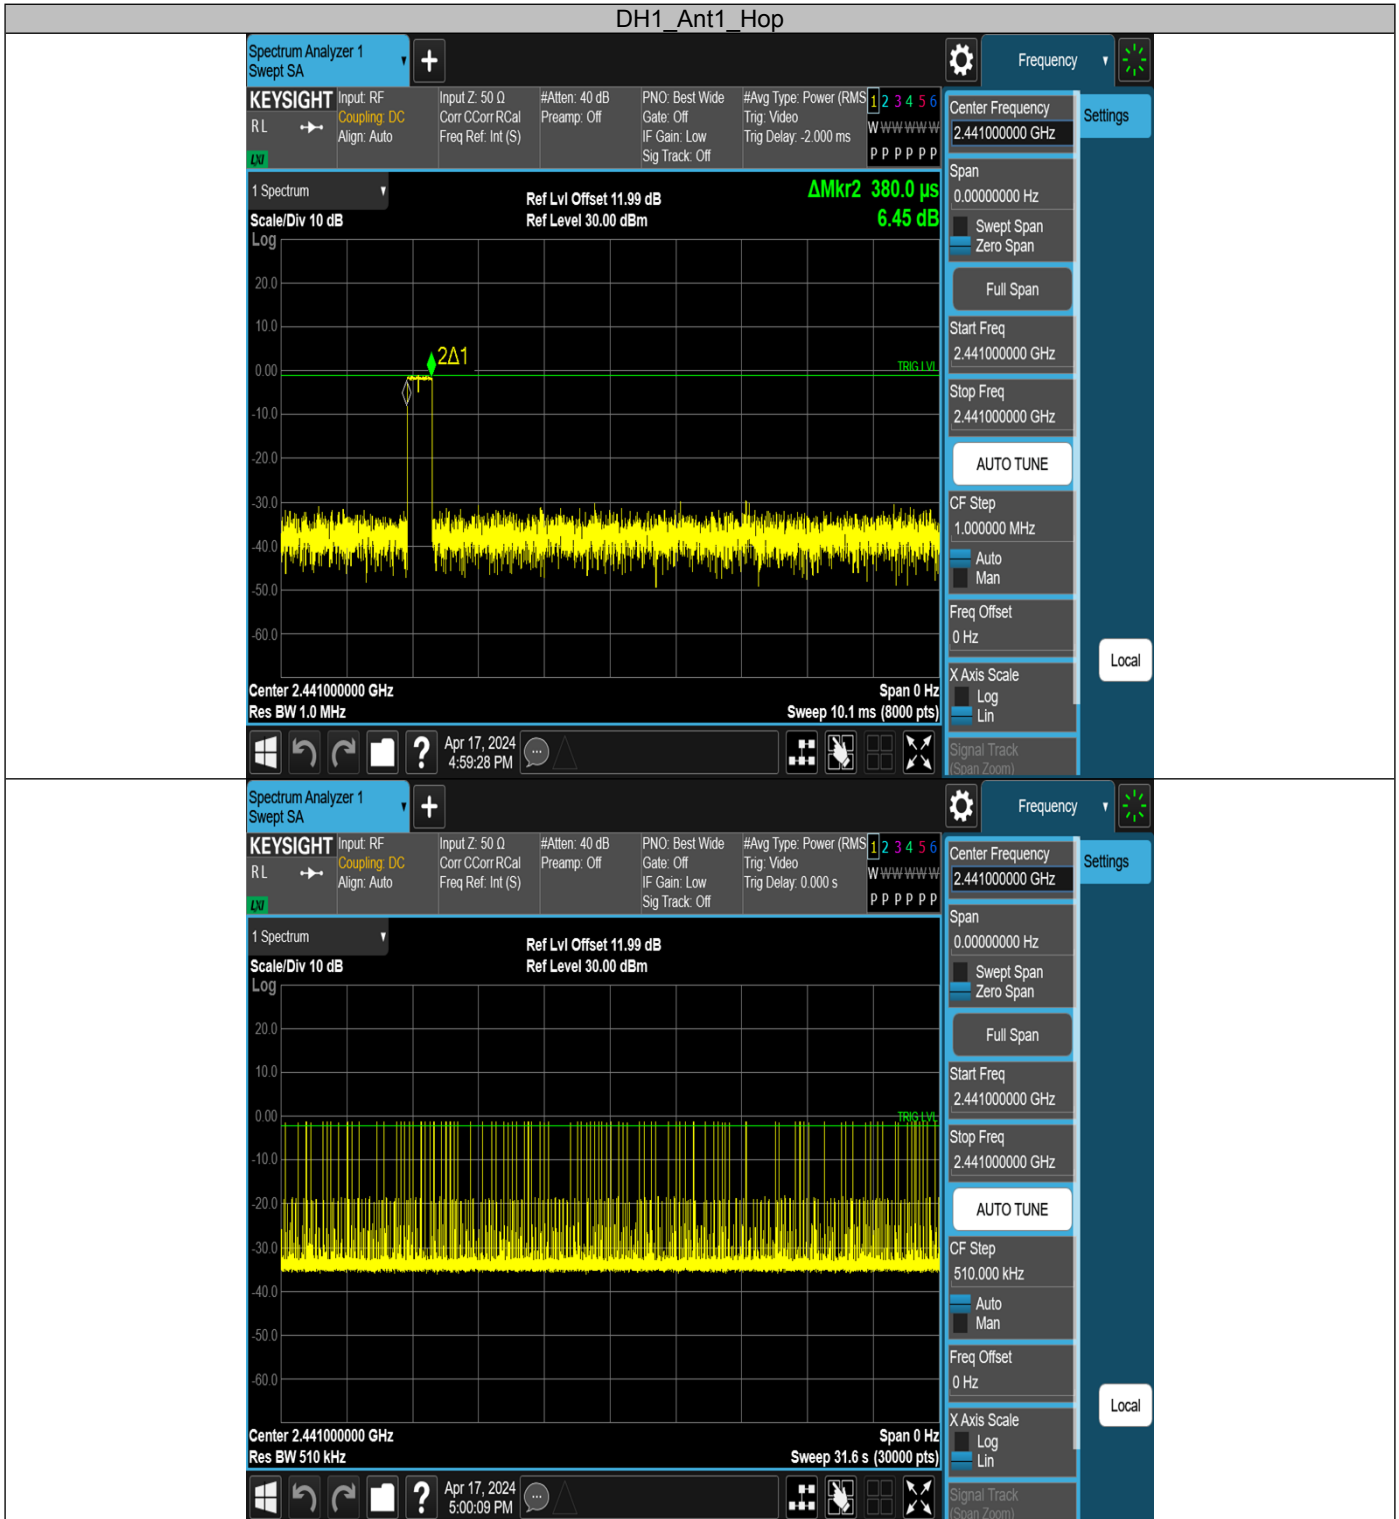 DH1_Ant1_Hop
Spectrum Analyzer 1
Swept SA
+
Frequency
KEYSIGHT
RL
LXI
Input: RF
Coupling: DC
Align: Auto
Input Z: 50 Ω
Corr CCorr RCal
Freq Ref: Int (S)
#Atten: 40 dB
Preamp: Off
PNO: Best Wide
Gate: Off
IF Gain: Low
Sig Track: Off
#Avg Type: Power (RMS
Trig: Video
Trig Delay: -2.000 ms
1 2 3 4 5 6
W W W W W W
P P P P P P
Center Frequency
2.441000000 GHz
Settings
Span
0.00000000 Hz
Swept Span
Zero Span
Full Span
Start Freq
2.441000000 GHz
Stop Freq
2.441000000 GHz
AUTO TUNE
CF Step
1.000000 MHz
Auto
Man
Freq Offset
0 Hz
X Axis Scale
Log
Lin
Signal Track
(Span Zoom)
Local
1 Spectrum
Scale/Div 10 dB
Ref Lvl Offset 11.99 dB
Ref Level 30.00 dBm
ΔMkr2 380.0 µs
6.45 dB
Log
20.0
10.0
0.00
-10.0
-20.0
-30.0
-40.0
-50.0
-60.0
2Δ1
TRIG LVL
Center 2.441000000 GHz
Res BW 1.0 MHz
Span 0 Hz
Sweep 10.1 ms (8000 pts)
?
Apr 17, 2024
4:59:28 PM
Spectrum Analyzer 1
Swept SA
+
Frequency
KEYSIGHT
RL
LXI
Input: RF
Coupling: DC
Align: Auto
Input Z: 50 Ω
Corr CCorr RCal
Freq Ref: Int (S)
#Atten: 40 dB
Preamp: Off
PNO: Best Wide
Gate: Off
IF Gain: Low
Sig Track: Off
#Avg Type: Power (RMS
Trig: Video
Trig Delay: 0.000 s
1 2 3 4 5 6
W W W W W W
P P P P P P
Center Frequency
2.441000000 GHz
Settings
Span
0.00000000 Hz
Swept Span
Zero Span
Full Span
Start Freq
2.441000000 GHz
Stop Freq
2.441000000 GHz
AUTO TUNE
CF Step
510.000 kHz
Auto
Man
Freq Offset
0 Hz
X Axis Scale
Log
Lin
Signal Track
(Span Zoom)
Local
1 Spectrum
Scale/Div 10 dB
Ref Lvl Offset 11.99 dB
Ref Level 30.00 dBm
Log
20.0
10.0
0.00
-10.0
-20.0
-30.0
-40.0
-50.0
-60.0
TRIG LVL
Center 2.441000000 GHz
Res BW 510 kHz
Span 0 Hz
Sweep 31.6 s (30000 pts)
?
Apr 17, 2024
5:00:09 PM